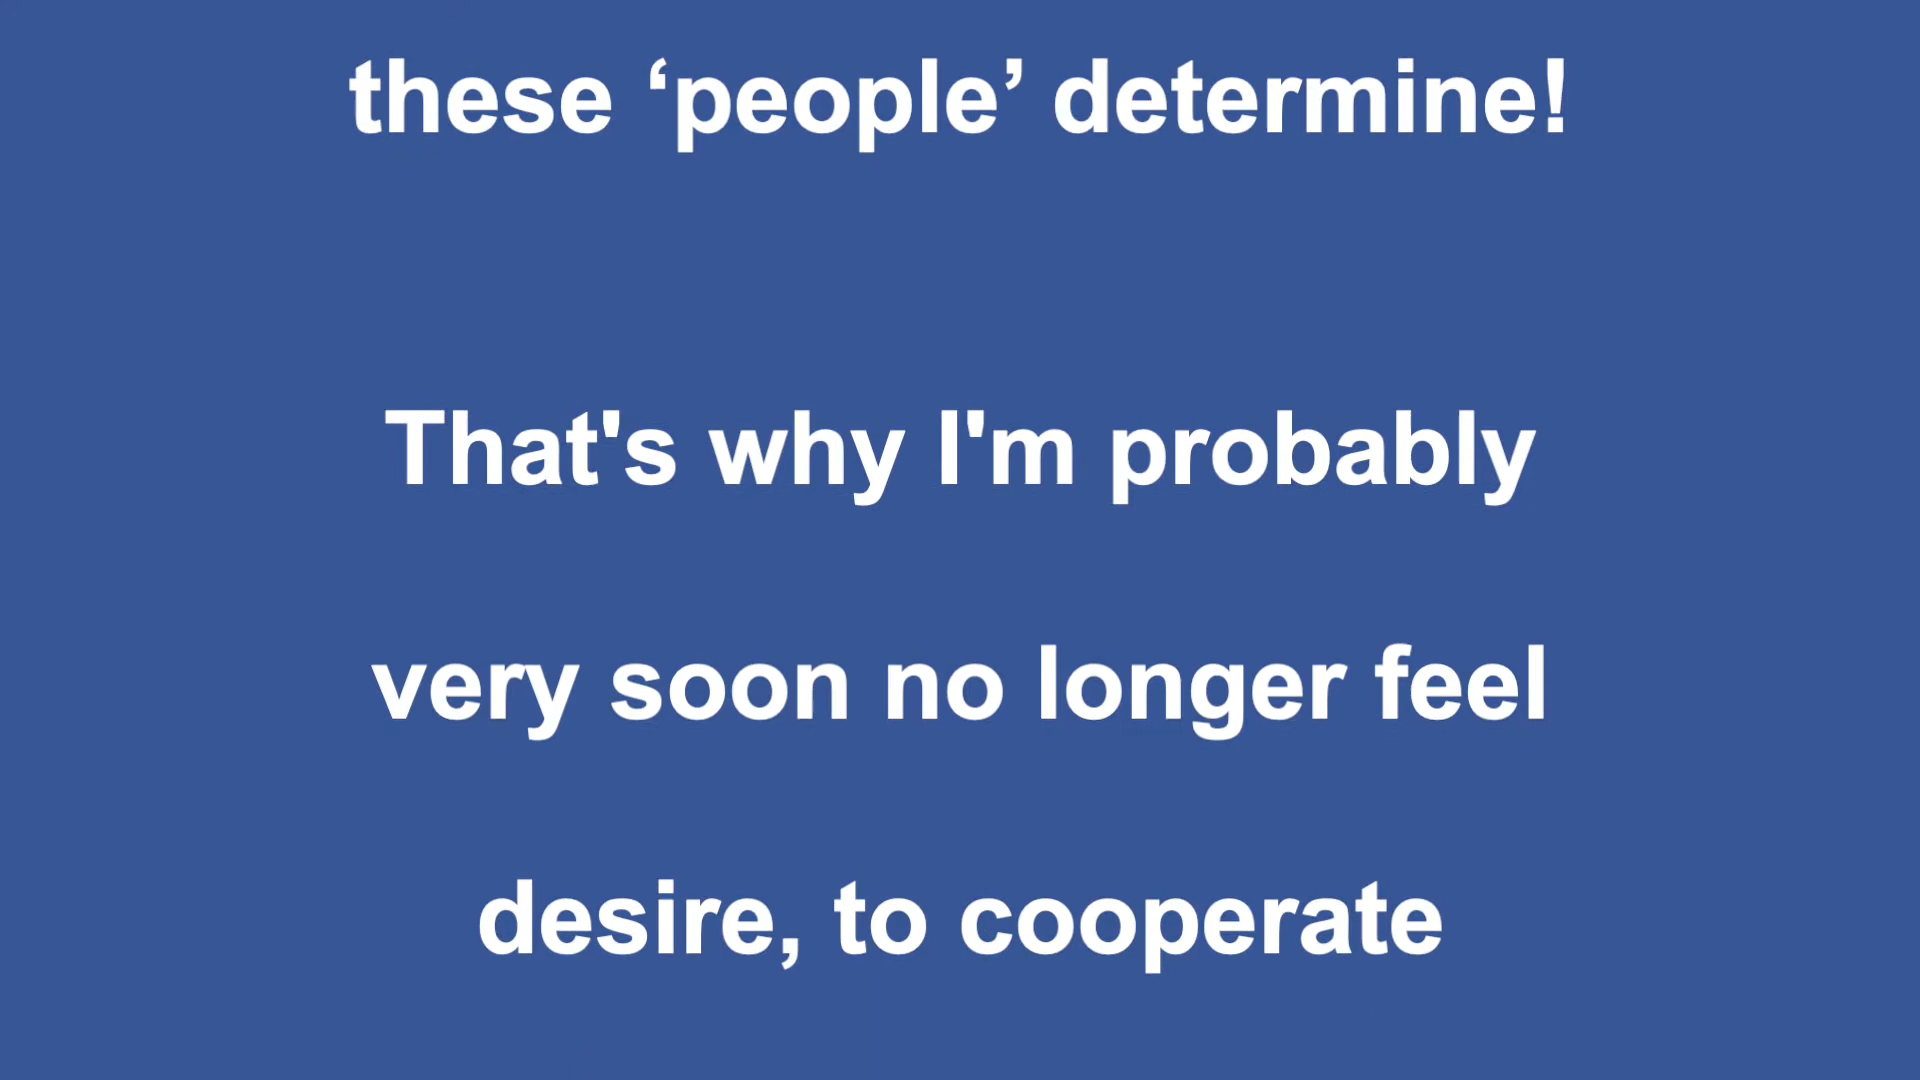 these ‘people’ determine!
That's why I'm probably
very soon no longer feel
desire, to cooperate